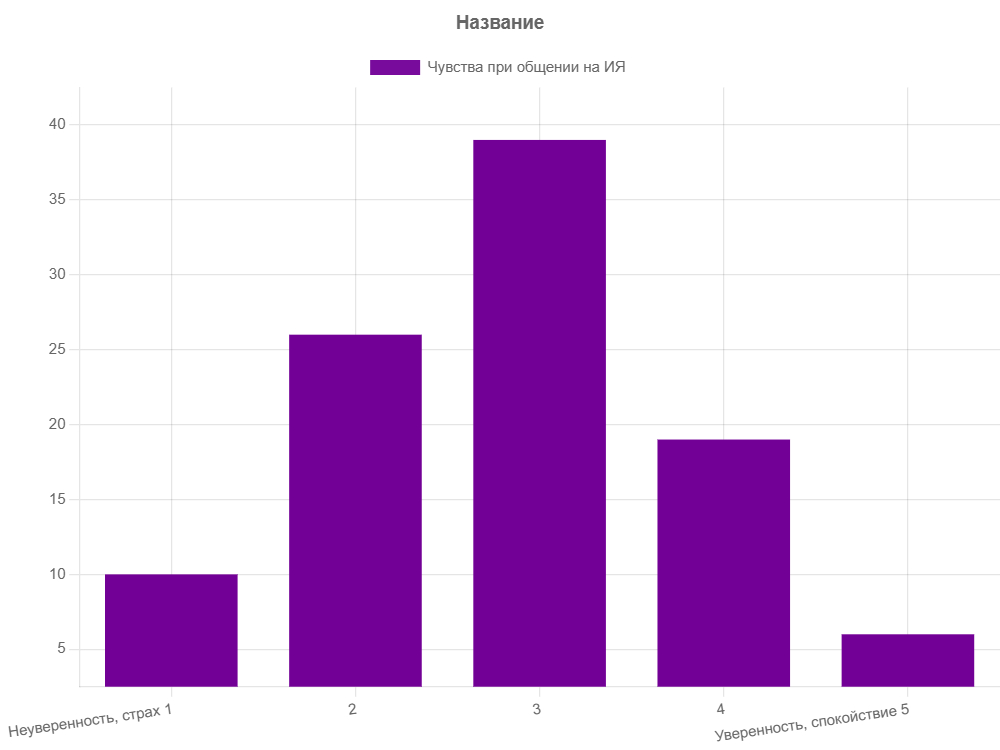 Название
Чувства при общении на ИЯ
40
35
30
25
20
15
10
5
Неуверенность, страх 1
2
3
4
Уверенность, спокойствие 5